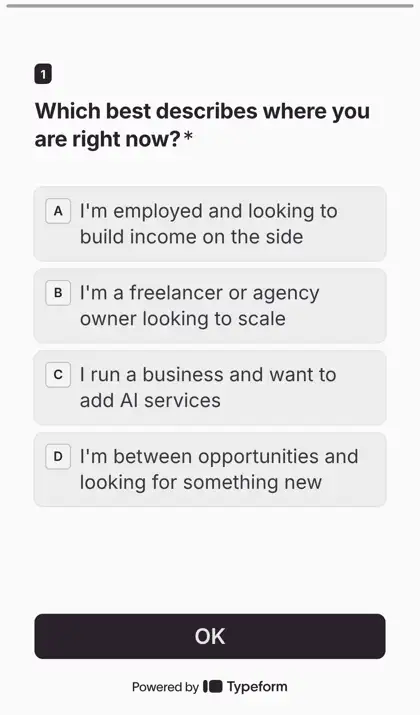 1
Which best describes where you
are right now?*
A I'm employed and looking to
build income on the side
B I'm a freelancer or agency
owner looking to scale
C I run a business and want to
add AI services
D I'm between opportunities and
looking for something new
OK
Powered by Typeform